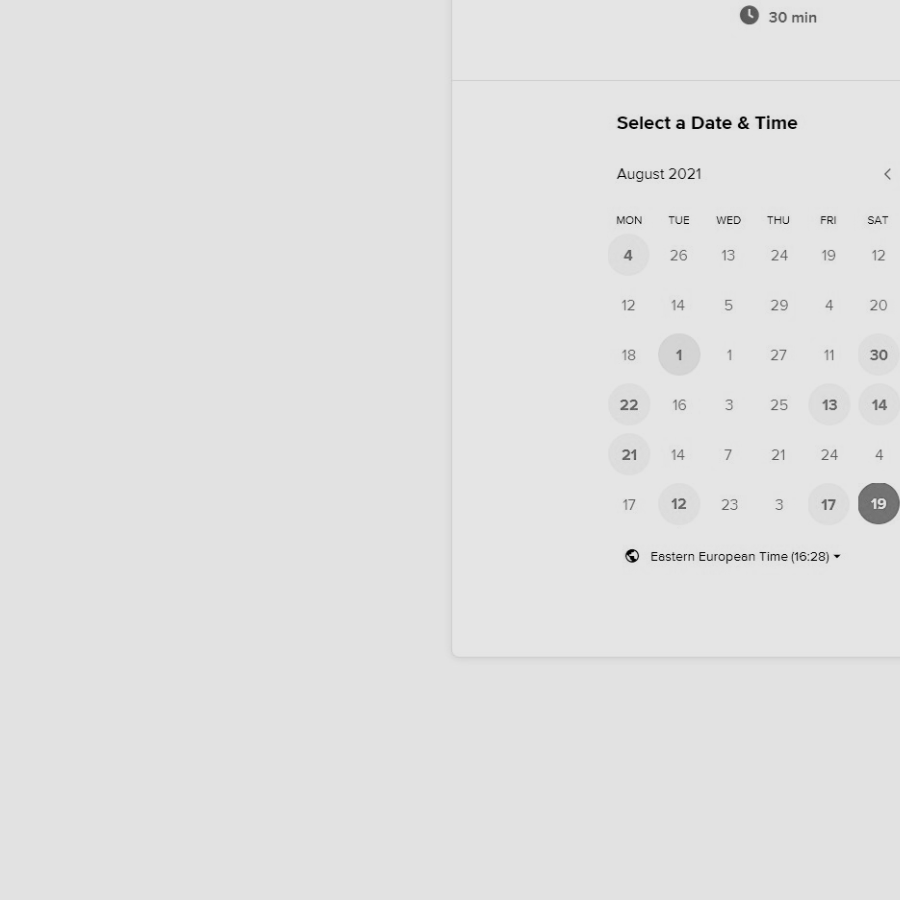 30 min
Select a Date & Time
August 2021
MON TUE WED THU FRI SAT
4 26 13 24 19 12
12 14 5 29 4 20
18 1 1 27 11 30
22 16 3 25 13 14
21 14 7 21 24 4
17 12 23 3 17 19
Eastern European Time (16:28)